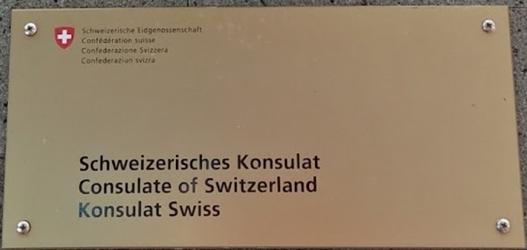 Schweizerische Eidgenossenschaft
Confédération suisse
Confederazione Svizzera
Confederaziun svizra
Schweizerisches Konsulat
Consulate of Switzerland
Konsulat Swiss